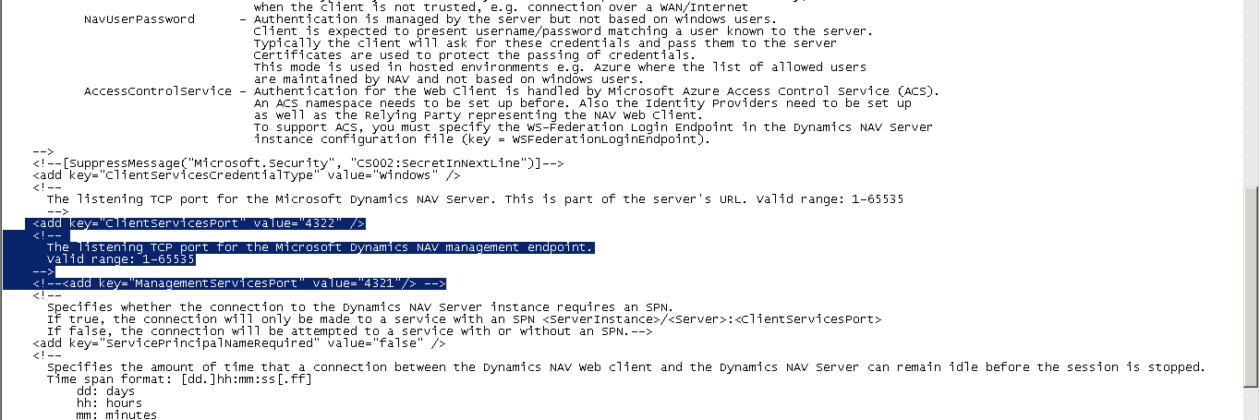 when the client is not trusted, e.g. connection over a WAN/Internet
NavUserPassword - Authentication is managed by the server but not based on windows users.
Client is expected to present username/password matching a user known to the server.
Typically the client will ask for these credentials and pass them to the server
Certificates are used to protect the passing of credentials.
This mode is used in hosted environments e.g. Azure where the list of allowed users
are maintained by NAV and not based on windows users.
AccessControlService - Authentication for the Web Client is handled by Microsoft Azure Access Control Service (ACS).
An ACS namespace needs to be set up before. Also the Identity Providers need to be set up
as well as the Relying Party representing the NAV Web Client.
To support ACS, you must specify the WS-Federation Login Endpoint in the Dynamics NAV Server
instance configuration file (key = WSFederationLoginEndpoint).
-->
<!--[SuppressMessage("Microsoft.Security", "CS002:SecretInNextLine")]-->
<add key="ClientServicesCredentialType" value="Windows" />
<!--
The listening TCP port for the Microsoft Dynamics NAV Server. This is part of the server's URL. Valid range: 1-65535
-->
<add key="ClientServicesPort" value="4322" />
<!--
The listening TCP port for the Microsoft Dynamics NAV management endpoint.
Valid range: 1-65535
-->
<!--<add key="ManagementServicesPort" value="4321"/> -->
<!--
Specifies whether the connection to the Dynamics NAV Server instance requires an SPN.
If true, the connection will only be made to a service with an SPN <ServerInstance>/<Server>:<ClientServicesPort>
If false, the connection will be attempted to a service with or without an SPN.-->
<add key="ServicePrincipalNameRequired" value="false" />
<!--
Specifies the amount of time that a connection between the Dynamics NAV Web client and the Dynamics NAV Server can remain idle before the session is stopped.
Time span format: [dd.]hh:mm:ss[.ff]
dd: days
hh: hours
mm: minutes